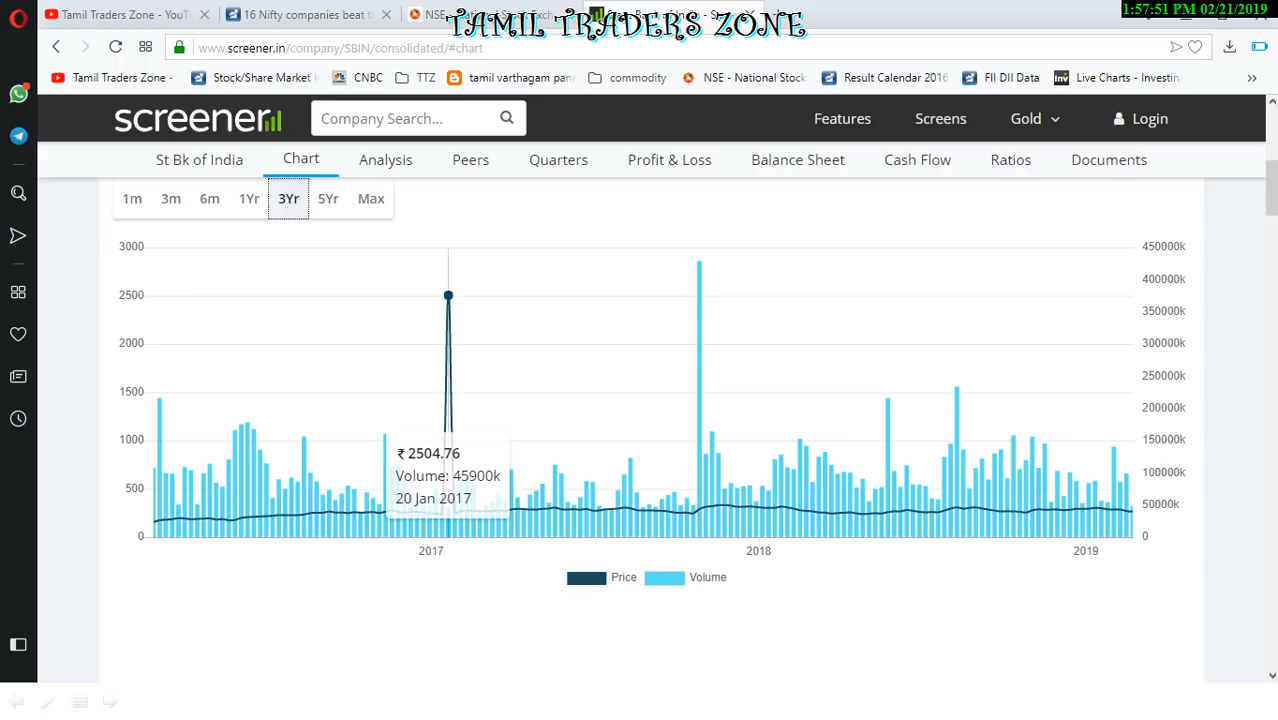 1:57:51 PM 02/21/2019
Tamil Traders Zone - YouT
16 Nifty companies beat t
NSE
TAMIL TRADERS ZONE
www.screener.in/company/SBIN/consolidated/#chart
Tamil Traders Zone - Stock/Share Market CNBC TTZ tamil varthagam pan commodity NSE - National Stock Result Calendar 2016 FII DII Data Inv Live Charts - Investin
screener Company Search... Features Screens Gold Login
St Bk of India Chart Analysis Peers Quarters Profit & Loss Balance Sheet Cash Flow Ratios Documents
1m 3m 6m 1Yr 3Yr 5Yr Max
3000 450000k
400000k
2500
350000k
2000 300000k
250000k
1500
200000k
1000 150000k
₹ 2504.76
Volume: 45900k
100000k
500
20 Jan 2017
50000k
0 0
2017 2018 2019
Price Volume